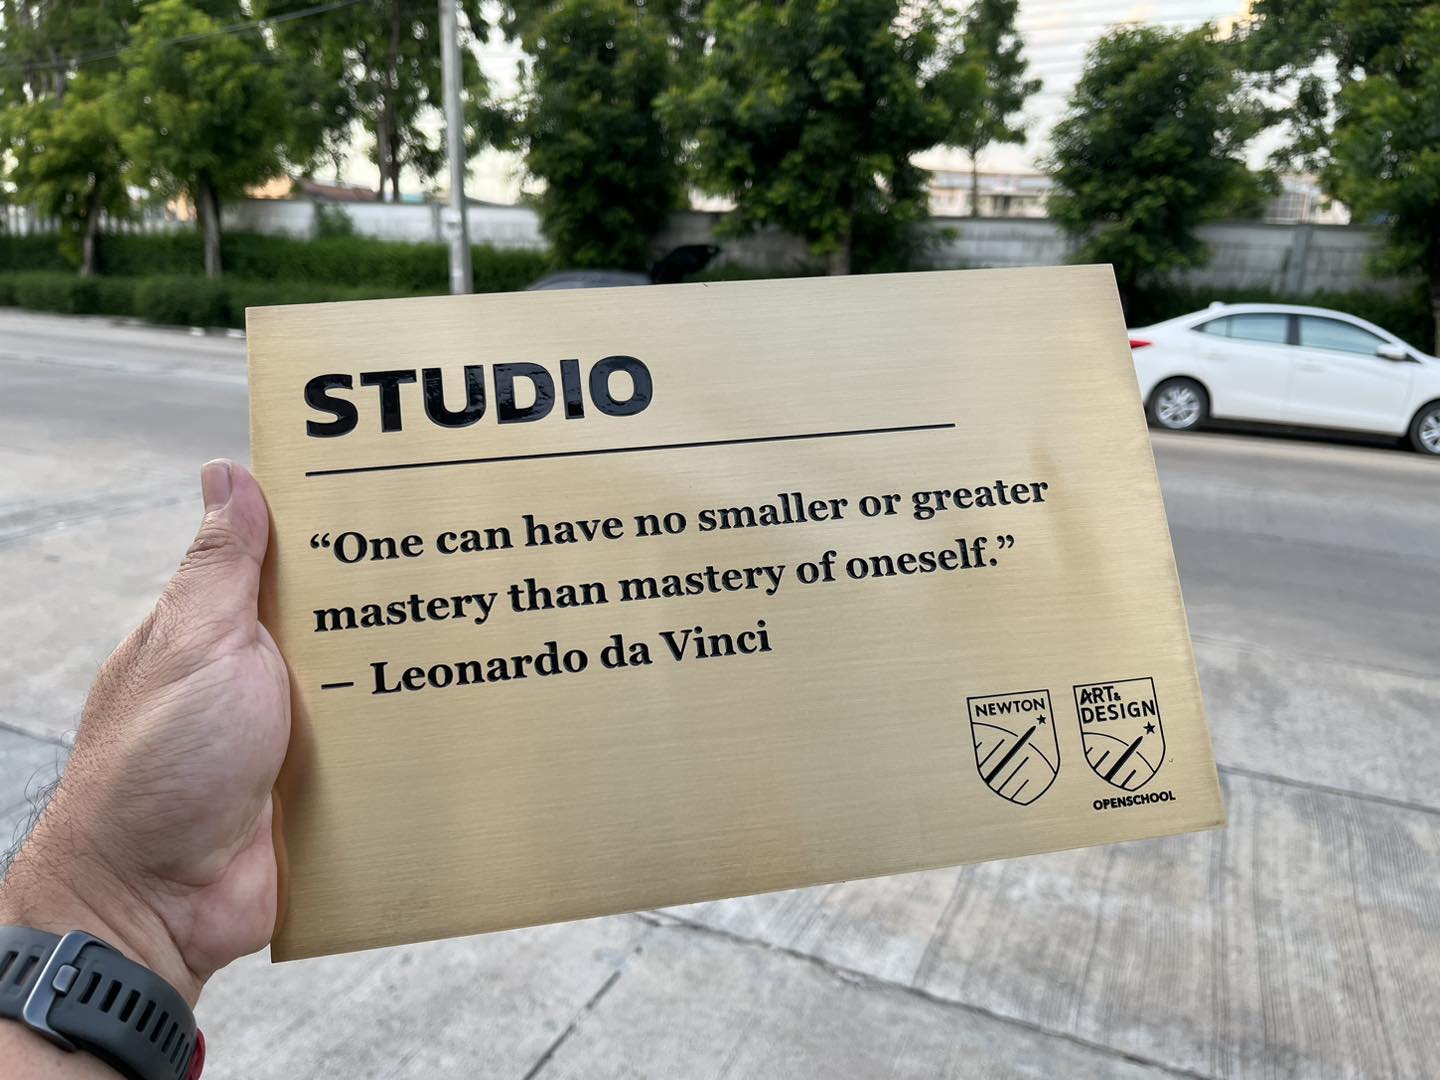 STUDIO
“One can have no smaller or greater
mastery than mastery of oneself.”
– Leonardo da Vinci
NEWTON
ART&
DESIGN
OPENSCHOOL